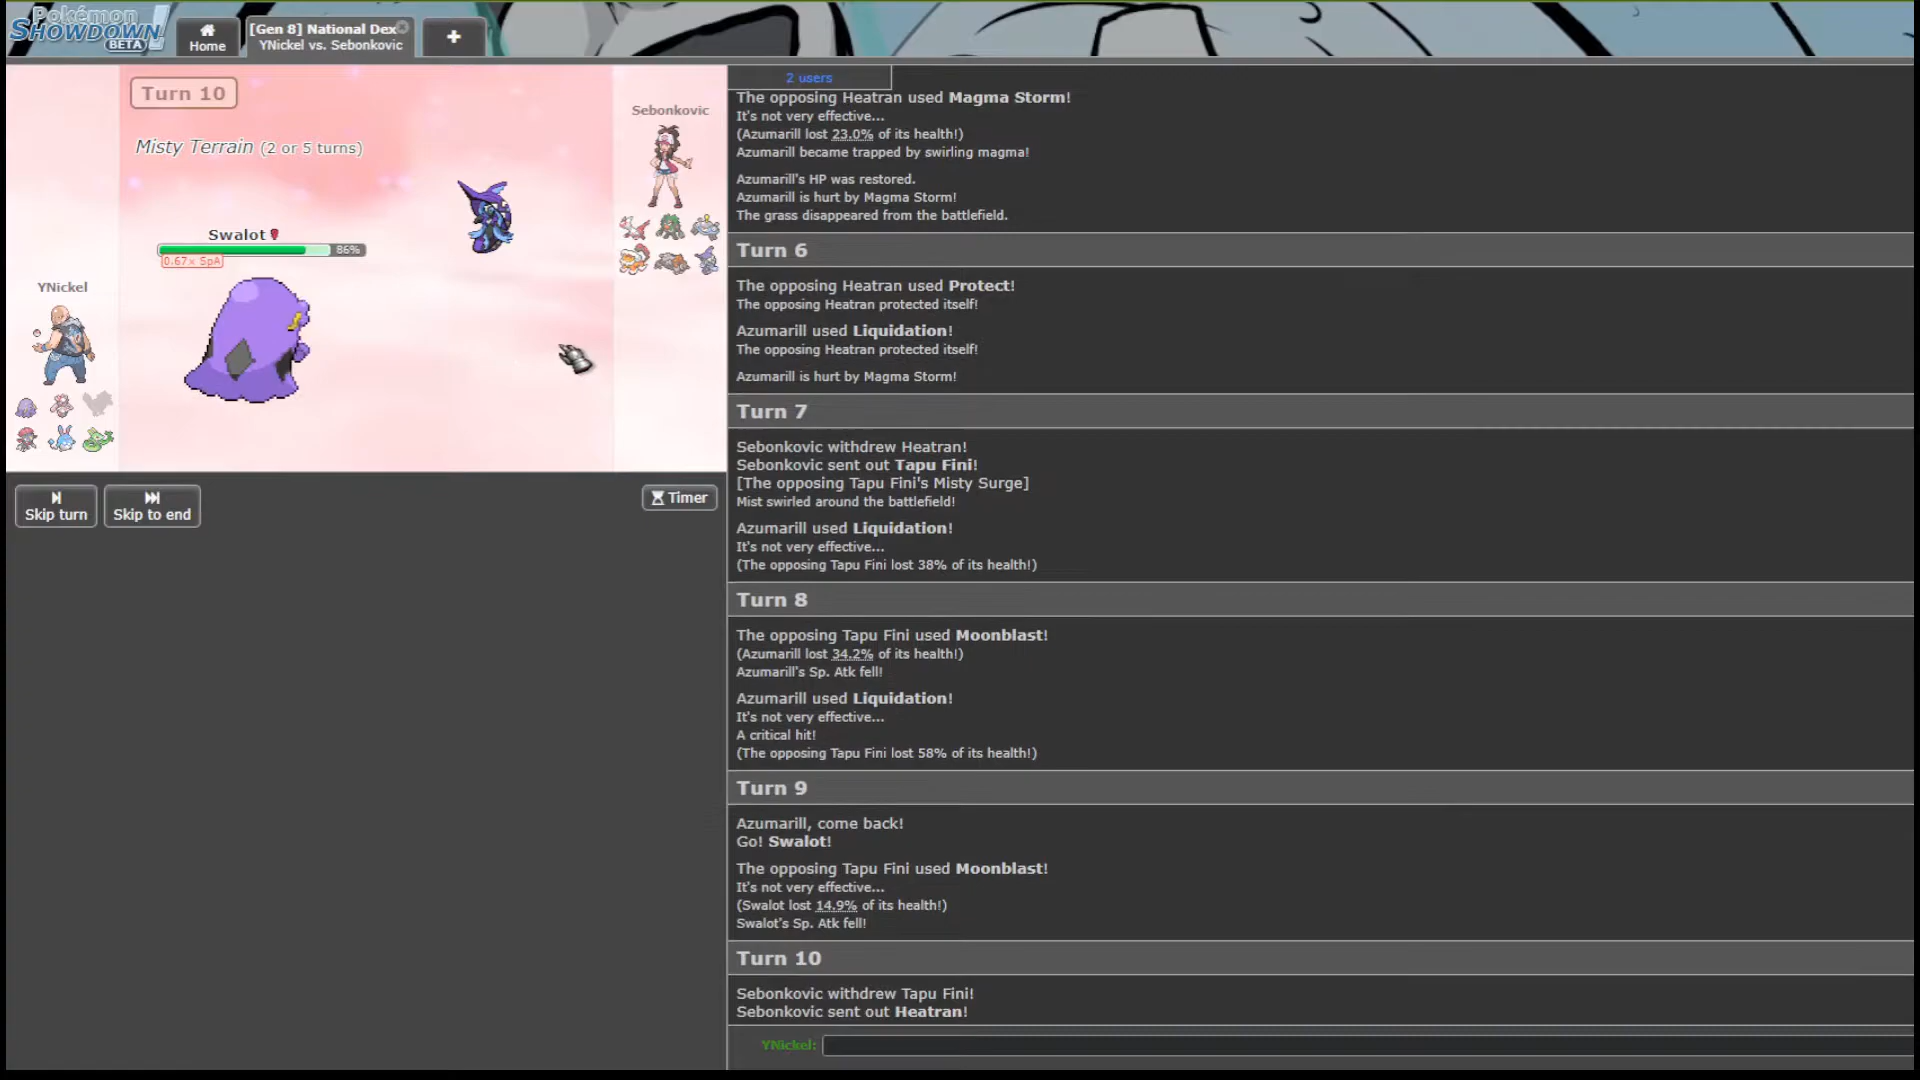 Pokémon
SHOWDOWN
BETA
Home
[Gen 8] National Dex
YNickel vs. Sebonkovic
+
Turn 10
Misty Terrain (2 or 5 turns)
Sebonkovic
Swalot
86%
0.67x SpA
YNickel
Skip turn
Skip to end
Timer
2 users
The opposing Heatran used Magma Storm!
It's not very effective...
(Azumarill lost 23.0% of its health!)
Azumarill became trapped by swirling magma!
Azumarill's HP was restored.
Azumarill is hurt by Magma Storm!
The grass disappeared from the battlefield.
Turn 6
The opposing Heatran used Protect!
The opposing Heatran protected itself!
Azumarill used Liquidation!
The opposing Heatran protected itself!
Azumarill is hurt by Magma Storm!
Turn 7
Sebonkovic withdrew Heatran!
Sebonkovic sent out Tapu Fini!
[The opposing Tapu Fini's Misty Surge]
Mist swirled around the battlefield!
Azumarill used Liquidation!
It's not very effective...
(The opposing Tapu Fini lost 38% of its health!)
Turn 8
The opposing Tapu Fini used Moonblast!
(Azumarill lost 34.2% of its health!)
Azumarill's Sp. Atk fell!
Azumarill used Liquidation!
It's not very effective...
A critical hit!
(The opposing Tapu Fini lost 58% of its health!)
Turn 9
Azumarill, come back!
Go! Swalot!
The opposing Tapu Fini used Moonblast!
It's not very effective...
(Swalot lost 14.9% of its health!)
Swalot's Sp. Atk fell!
Turn 10
Sebonkovic withdrew Tapu Fini!
Sebonkovic sent out Heatran!
YNickel: